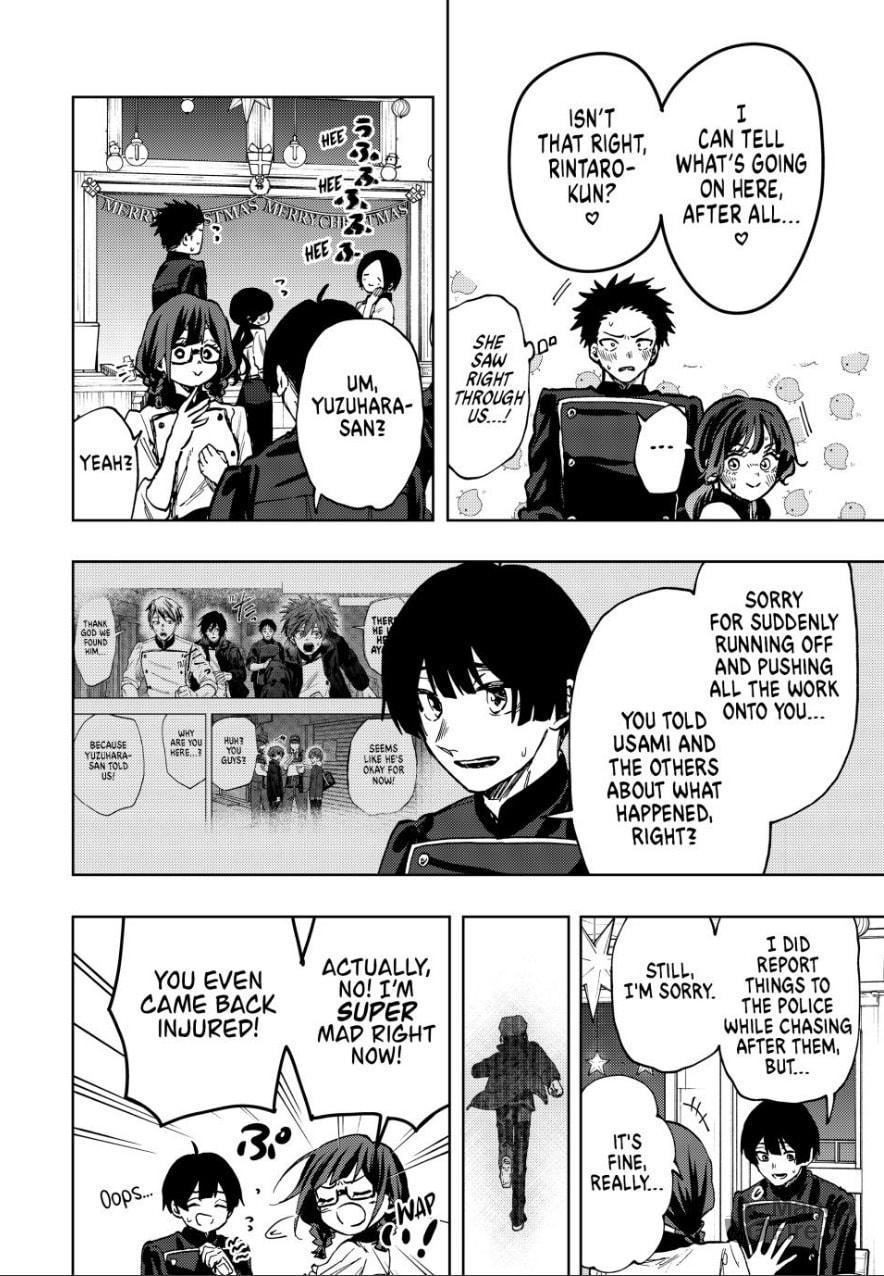 I
CAN TELL
WHAT'S GOING
ON HERE,
AFTER ALL...
♡
ISN'T
THAT RIGHT,
RINTARO-
KUN?
♡
SHE
SAW
RIGHT
THROUGH
US...!
...
うふふふふふ
HEE
HEE
HEE
MERRY CHRISTMAS MERRY CHRISTMAS
UM,
YUZUHARA-
SAN?
YEAH?
SORRY
FOR SUDDENLY
RUNNING OFF
AND PUSHING
ALL THE WORK
ONTO YOU...
YOU TOLD
USAMI AND
THE OTHERS
ABOUT WHAT
HAPPENED,
RIGHT?
THERE
HE
THANK
GOD WE
FOUND
HIM...
SEEMS
LIKE HE'S
OKAY FOR
NOW!
HUH?
YOU
GUYS?
WHY
ARE YOU
HERE...?
BECAUSE
YUZUHARA-
SAN TOLD
US!
I DID
REPORT
THINGS TO
THE POLICE
WHILE CHASING
AFTER THEM,
BUT...
STILL,
I'M SORRY.
IT'S
FINE,
REALLY...
ACTUALLY,
NO! I'M
SUPER
MAD RIGHT
NOW!
YOU EVEN
CAME BACK
INJURED!
ぷ
WAP
Oops...